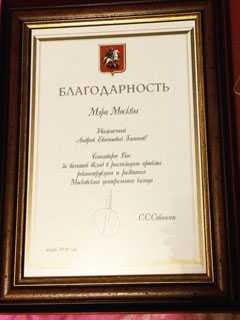 БЛАГОДАРНОСТЬ
Мэра Москвы
Уважаемый
Андрей Евгеньевич
Благодарю Вас
за большой вклад в реализацию проекта
реконструкции и развития
Московского центрального кольца
С.С.Собянин